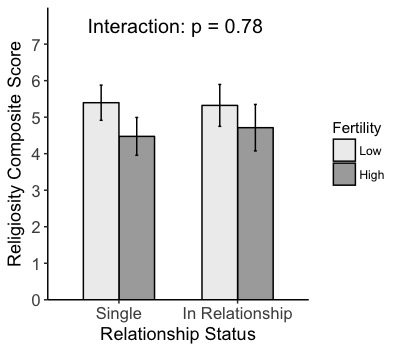 Interaction: p = 0.78
Religiosity Composite Score
7
6
5
4
3
2
1
0
Single
In Relationship
Relationship Status
Fertility
Low
High